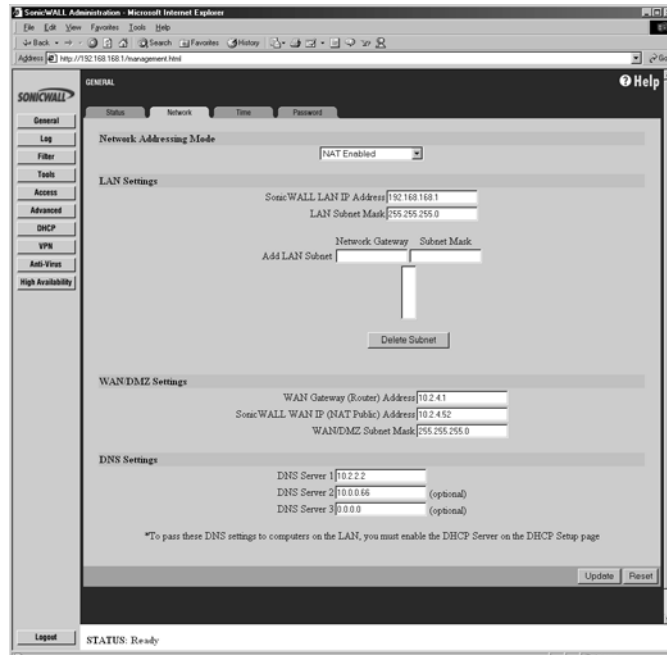 SonicWALL Administration - Microsoft Internet Explorer
File Edit View Favorites Tools Help
Back Search Favorites History
Address http://192.168.168.1/management.html Go
SONICWALL
GENERAL
Help
Status Network Time Password
General
Log
Filter
Tools
Access
Advanced
DHCP
VPN
Anti-Virus
High Availability
Network Addressing Mode
NAT Enabled
LAN Settings
SonicWALL LAN IP Address 192.168.168.1
LAN Subnet Mask 255.255.255.0
Network Gateway Subnet Mask
Add LAN Subnet
Delete Subnet
WAN/DMZ Settings
WAN Gateway (Router) Address 10.2.4.1
SonicWALL WAN IP (NAT Public) Address 10.2.4.52
WAN/DMZ Subnet Mask 255.255.255.0
DNS Settings
DNS Server 1 10.2.2.2
DNS Server 2 10.0.0.66 (optional)
DNS Server 3 0.0.0.0 (optional)
*To pass these DNS settings to computers on the LAN, you must enable the DHCP Server on the DHCP Setup page
Update Reset
Logout
STATUS: Ready